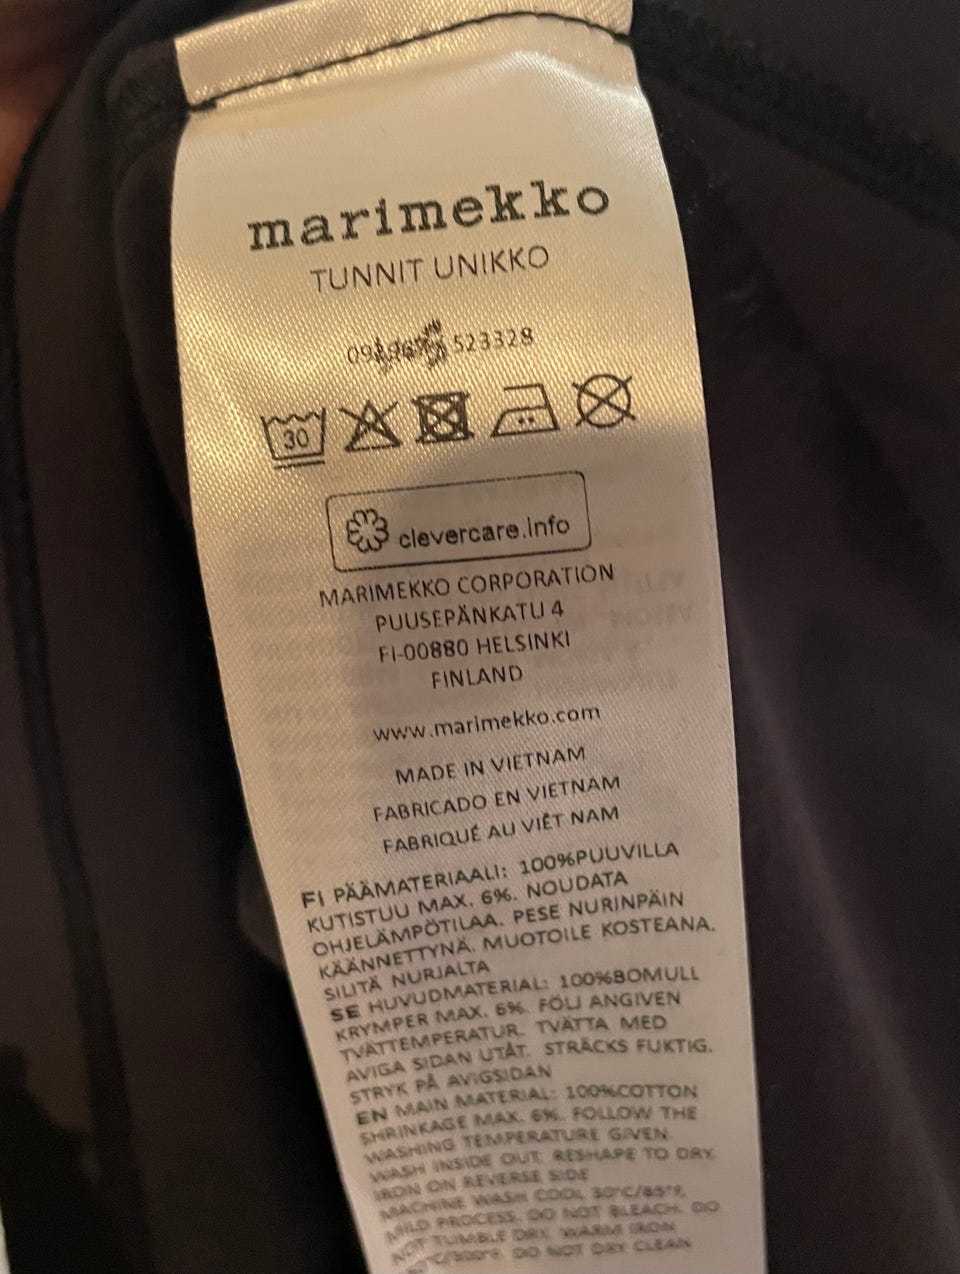 marimekko
TUNNIT UNIKKO
523328
30
clevercare.info
MARIMEKKO CORPORATION
PUUSEPÄNKATU 4
FI-00880 HELSINKI
FINLAND
www.marimekko.com
MADE IN VIETNAM
FABRICADO EN VIETNAM
FABRIQUÉ AU VIÊT NAM
FI PÄÄMATERIAALI: 100%PUUVILLA
KUTISTUU MAX. 6%. NOUDATA
OHJELÄMPÖTILAA. PESE NURINPÄIN
KÄÄNNETTYNÄ. MUOTOILE KOSTEANA.
SILITÄ NURJALTA
SE HUVUDMATERIAL: 100%BOMULL
KRYMPER MAX. 6%. FÖLJ ANGIVEN
TVÄTTEMPERATUR. TVÄTTA MED
AVIGA SIDAN UTÅT. STRÄCKS FUKTIG.
STRYK PÅ AVIGSIDAN
EN MAIN MATERIAL: 100%COTTON
SHRINKAGE MAX. 6%. FOLLOW THE
WASHING TEMPERATURE GIVEN.
WASH INSIDE OUT. RESHAPE TO DRY.
IRON ON REVERSE SIDE
MACHINE WASH COOL 30°C/85°F,
MILD PROCESS. DO NOT BLEACH. DO
NOT TUMBLE DRY. WARM IRON
DO NOT DRY CLEAN